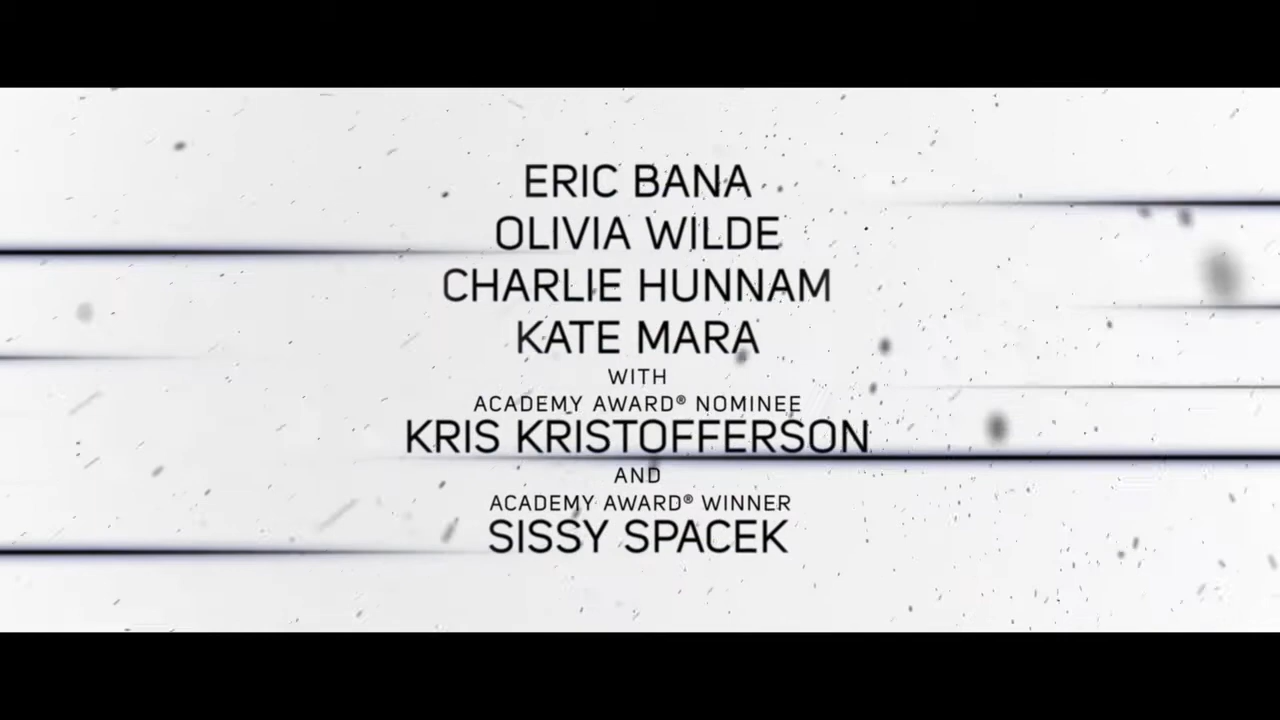 ERIC BANA
OLIVIA WILDE
CHARLIE HUNNAM
KATE MARA
WITH
ACADEMY AWARD® NOMINEE
KRIS KRISTOFFERSON
AND
ACADEMY AWARD® WINNER
SISSY SPACEK